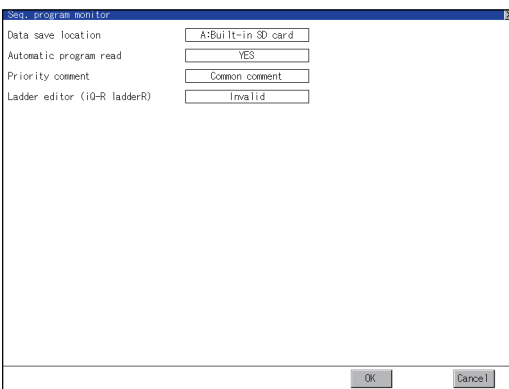 Seq. program monitor
Data save location A:Built-in SD card
Automatic program read YES
Priority comment Common comment
Ladder editor (iQ-R ladderR) Invalid
OK Cancel